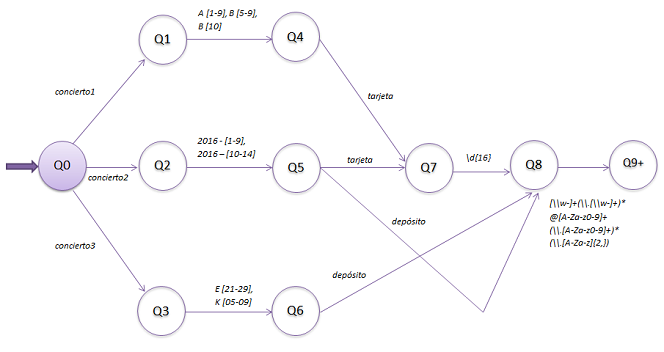 A [1-9], B [5-9],
B [10]
Q1
Q4
concierto1
tarjeta
2016 - [1-9],
2016 – [10-14]
Q0
concierto2
Q2
Q5
tarjeta
Q7
\d{16}
Q8
Q9+
[\\w-]+(\\.[\\w-]+)*
@[A-Za-z0-9]+
(\\.[A-Za-z0-9]+)*
(\\.[A-Za-z]{2,})
depósito
concierto3
depósito
E [21-29],
K [05-09]
Q3
Q6